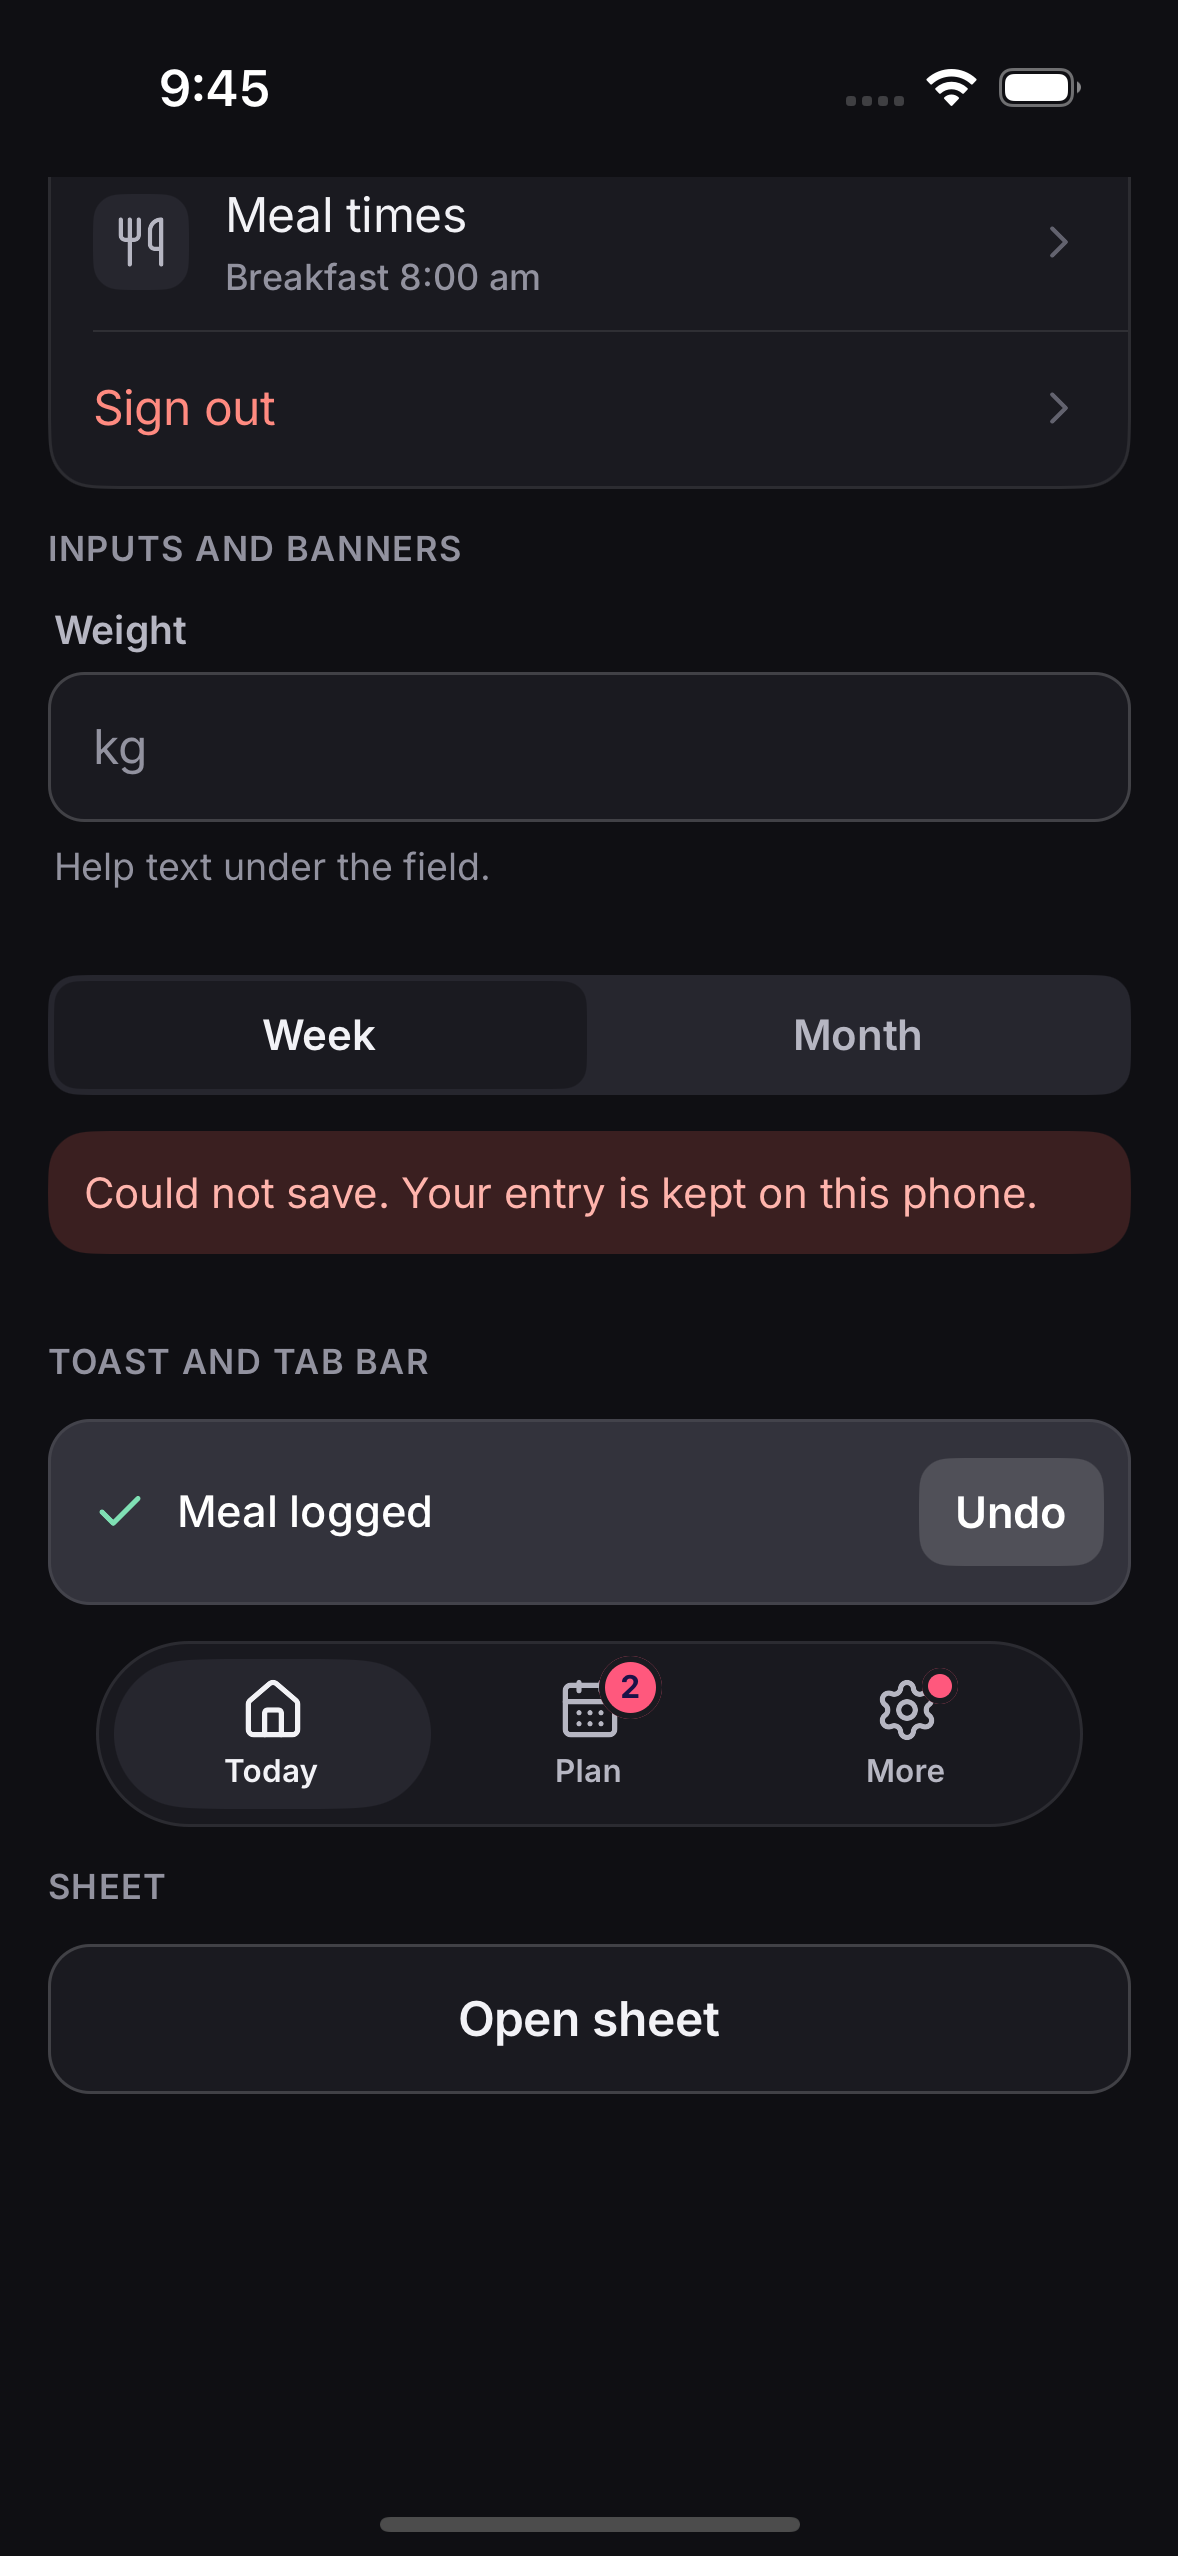 9:45
Meal times
Breakfast 8:00 am
Sign out
INPUTS AND BANNERS
Weight
kg
Help text under the field.
Week
Month
Could not save. Your entry is kept on this phone.
TOAST AND TAB BAR
Meal logged
Undo
2
Today
Plan
More
SHEET
Open sheet